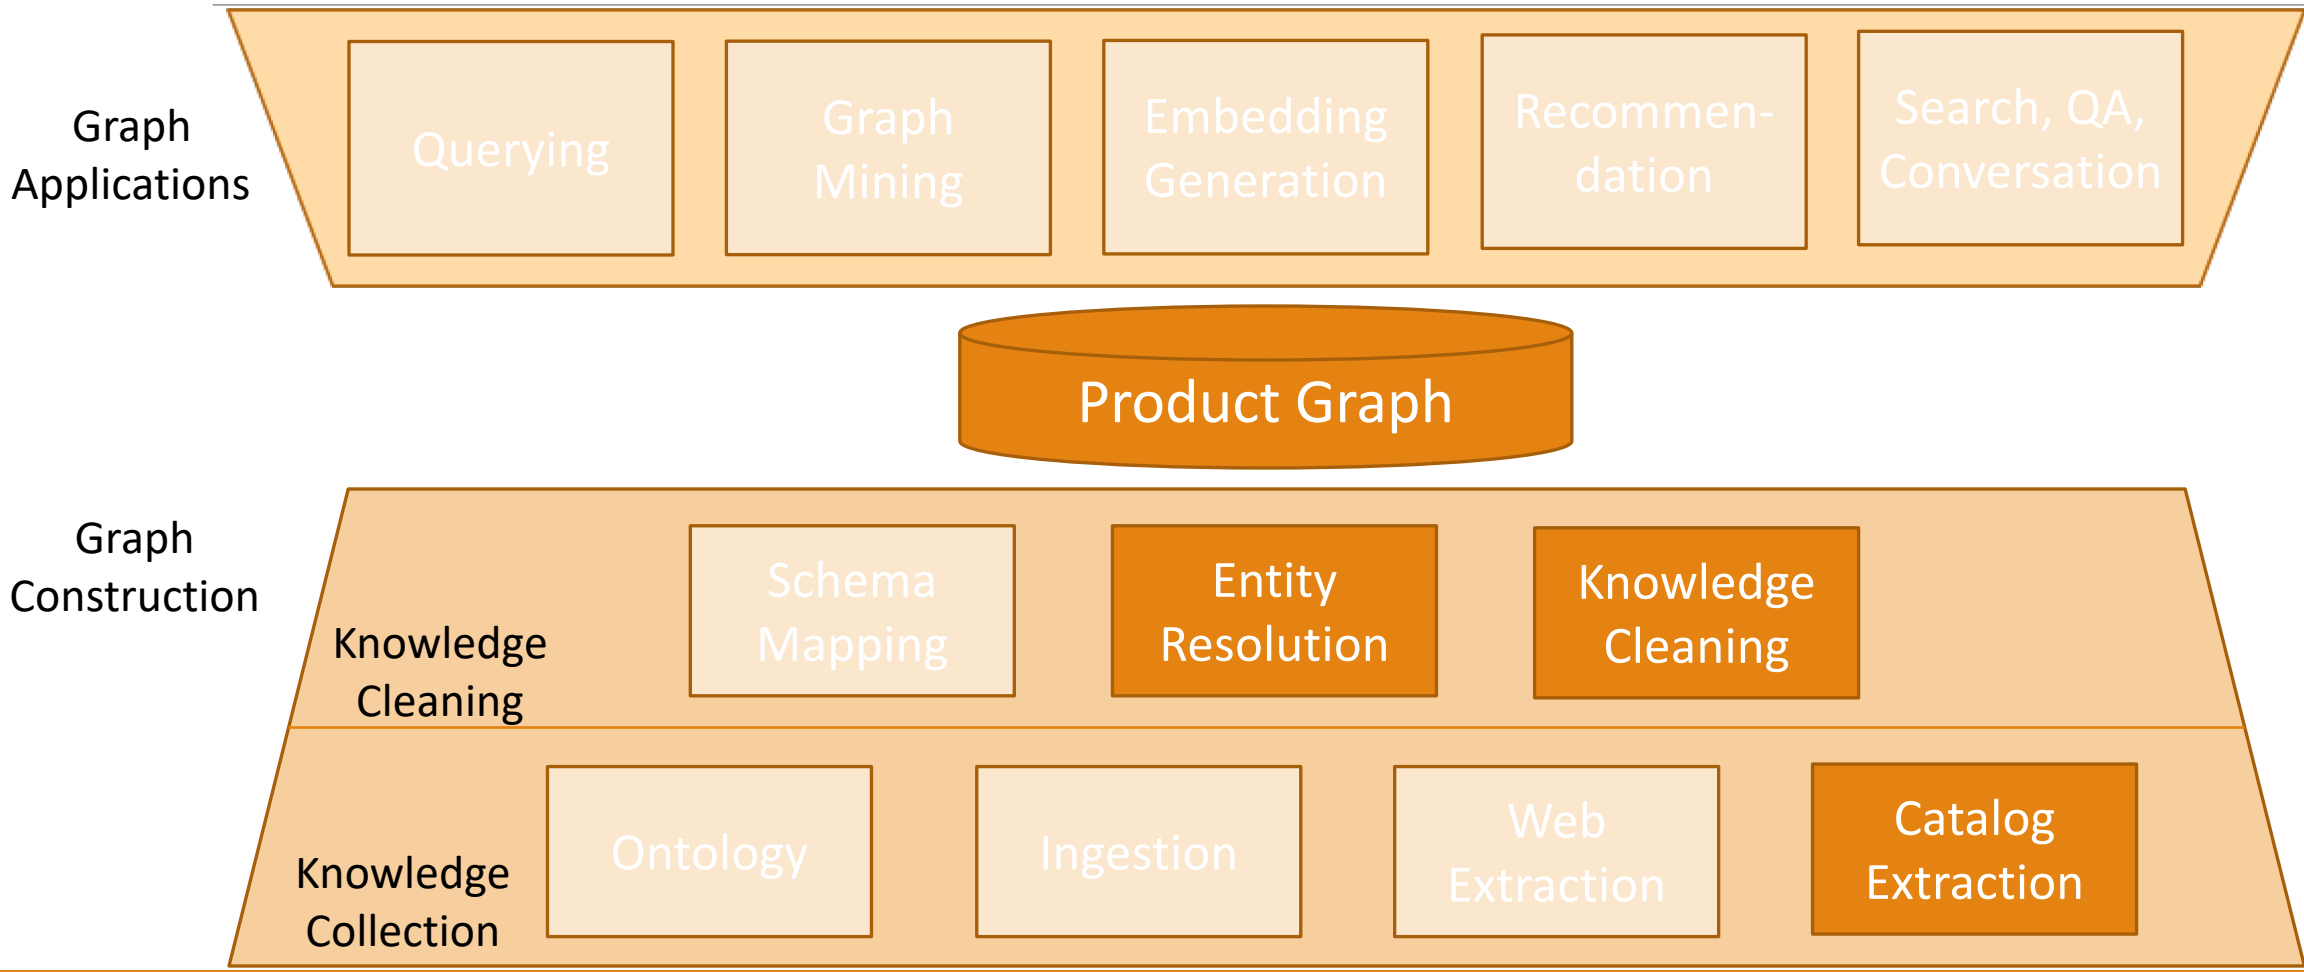 Graph
Applications
Querying
Graph
Mining
Embedding
Generation
Recommen-
dation
Search, QA,
Conversation
Product Graph
Graph
Construction
Knowledge
Cleaning
Schema
Mapping
Entity
Resolution
Knowledge
Cleaning
Knowledge
Collection
Ontology
Ingestion
Web
Extraction
Catalog
Extraction